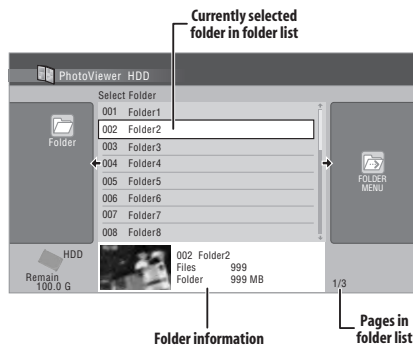 Currently selected
folder in folder list
PhotoViewer HDD
Select Folder
001 Folder1
002 Folder2
003 Folder3
004 Folder4
005 Folder5
006 Folder6
007 Folder7
008 Folder8
Folder
FOLDER
MENU
HDD
Remain
100.0 G
002 Folder2
Files 999
Folder 999 MB
1/3
Folder information
Pages in
folder list